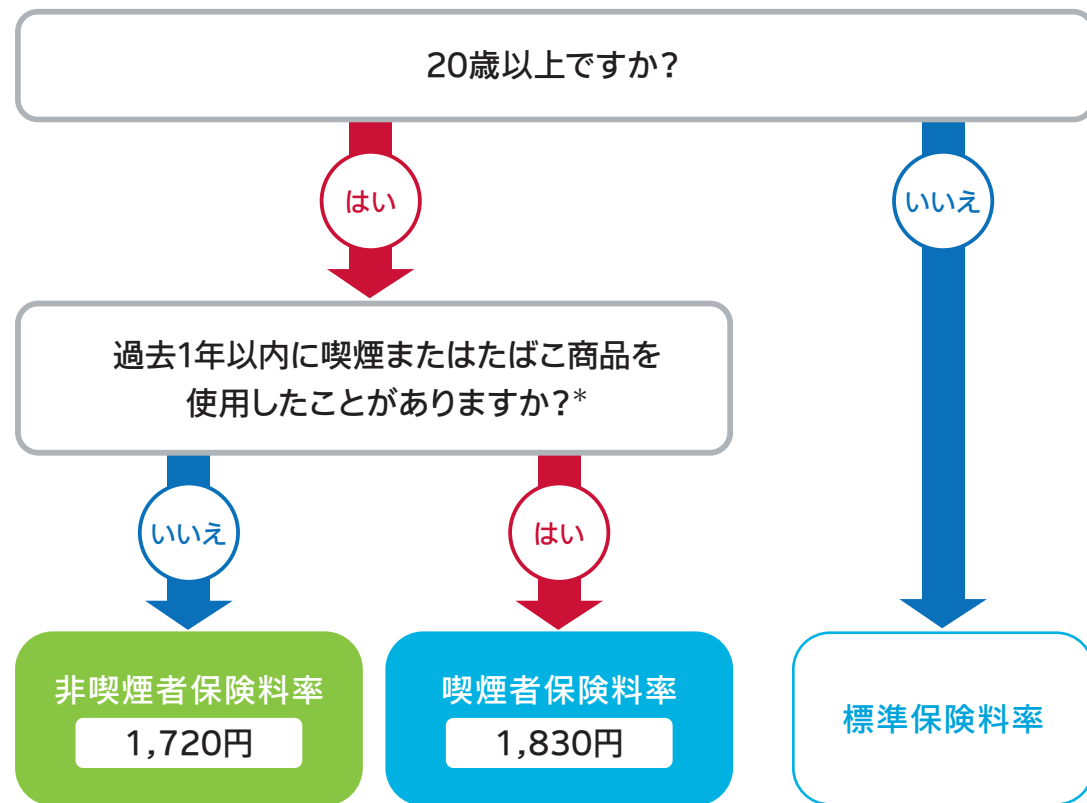 20歳以上ですか?
はい
いいえ
過去1年以内に喫煙またはたばこ商品を
使用したことがありますか?*
いいえ
はい
非喫煙者保険料率
1,720円
喫煙者保険料率
1,830円
標準保険料率